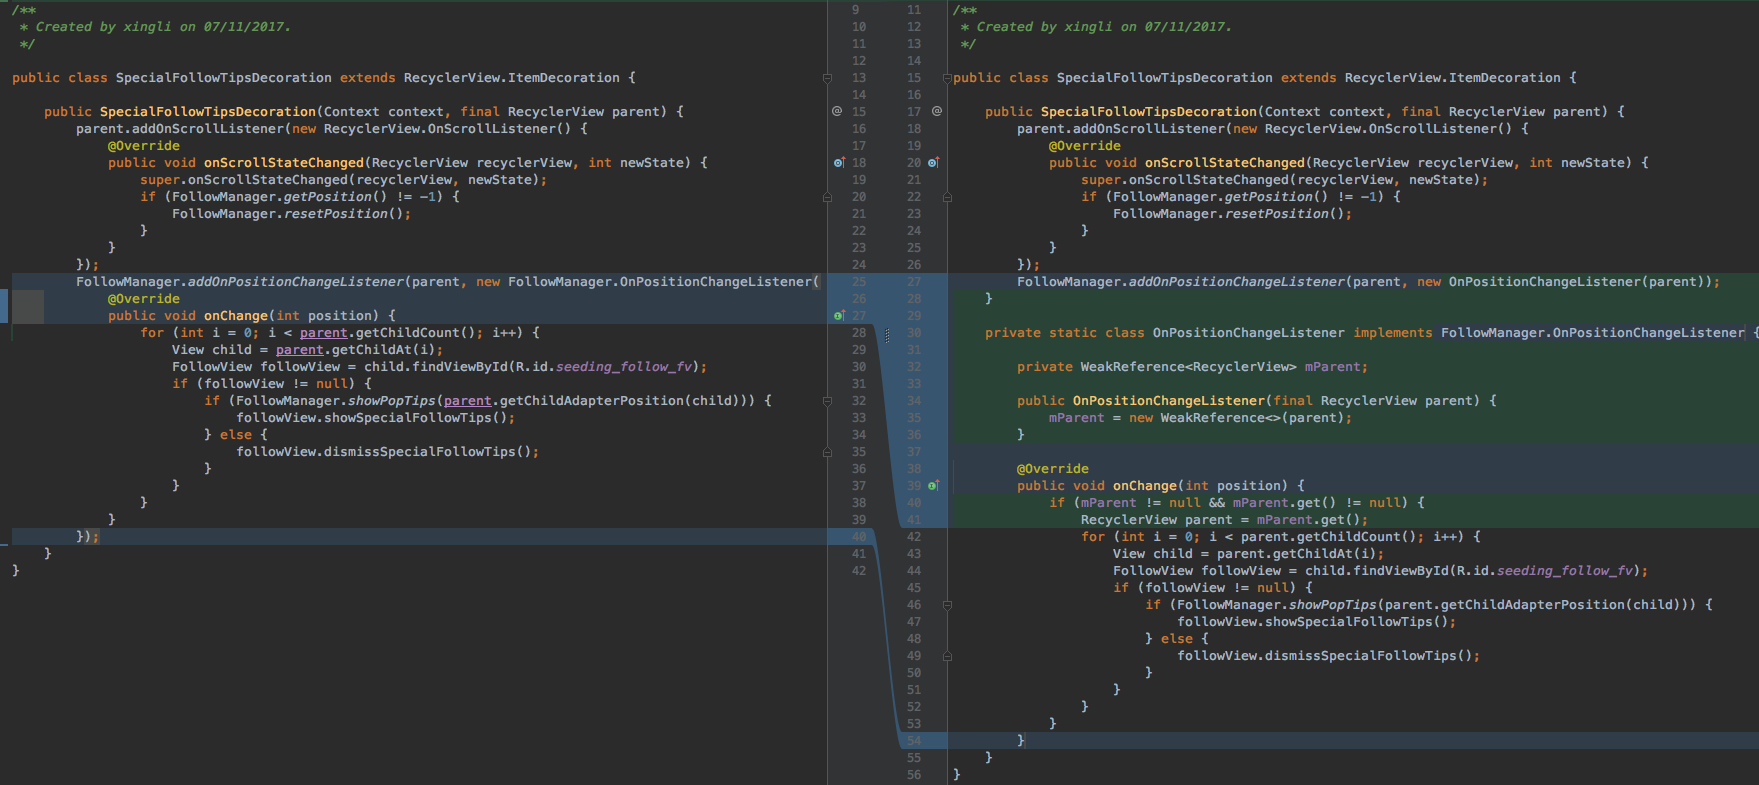 /**
 * Created by xingli on 07/11/2017.
 */

public class SpecialFollowTipsDecoration extends RecyclerView.ItemDecoration {

    public SpecialFollowTipsDecoration(Context context, final RecyclerView parent) {
        parent.addOnScrollListener(new RecyclerView.OnScrollListener() {
            @Override
            public void onScrollStateChanged(RecyclerView recyclerView, int newState) {
                super.onScrollStateChanged(recyclerView, newState);
                if (FollowManager.getPosition() != -1) {
                    FollowManager.resetPosition();
                }
            }
        });
        FollowManager.addOnPositionChangeListener(parent, new FollowManager.OnPositionChangeListener(
            @Override
            public void onChange(int position) {
                for (int i = 0; i < parent.getChildCount(); i++) {
                    View child = parent.getChildAt(i);
                    FollowView followView = child.findViewById(R.id.seeding_follow_fv);
                    if (followView != null) {
                        if (FollowManager.showPopTips(parent.getChildAdapterPosition(child))) {
                            followView.showSpecialFollowTips();
                        } else {
                            followView.dismissSpecialFollowTips();
                        }
                    }
                }
            }
        });
    }
}
9
10
11
12
13
14
@ 15
16
17
18
19
20
21
22
23
24
25
26
27
28
29
30
31
32
33
34
35
36
37
38
39
40
41
42
11
12
13
14
15
16
17 @
18
19
20
21
22
23
24
25
26
27
28
29
30
31
32
33
34
35
36
37
38
39
40
41
42
43
44
45
46
47
48
49
50
51
52
53
54
55
56
/**
 * Created by xingli on 07/11/2017.
 */

public class SpecialFollowTipsDecoration extends RecyclerView.ItemDecoration {

    public SpecialFollowTipsDecoration(Context context, final RecyclerView parent) {
        parent.addOnScrollListener(new RecyclerView.OnScrollListener() {
            @Override
            public void onScrollStateChanged(RecyclerView recyclerView, int newState) {
                super.onScrollStateChanged(recyclerView, newState);
                if (FollowManager.getPosition() != -1) {
                    FollowManager.resetPosition();
                }
            }
        });
        FollowManager.addOnPositionChangeListener(parent, new OnPositionChangeListener(parent));
    }

    private static class OnPositionChangeListener implements FollowManager.OnPositionChangeListener {

        private WeakReference<RecyclerView> mParent;

        public OnPositionChangeListener(final RecyclerView parent) {
            mParent = new WeakReference<>(parent);
        }

        @Override
        public void onChange(int position) {
            if (mParent != null && mParent.get() != null) {
                RecyclerView parent = mParent.get();
                for (int i = 0; i < parent.getChildCount(); i++) {
                    View child = parent.getChildAt(i);
                    FollowView followView = child.findViewById(R.id.seeding_follow_fv);
                    if (followView != null) {
                        if (FollowManager.showPopTips(parent.getChildAdapterPosition(child))) {
                            followView.showSpecialFollowTips();
                        } else {
                            followView.dismissSpecialFollowTips();
                        }
                    }
                }
            }
        }
    }
}